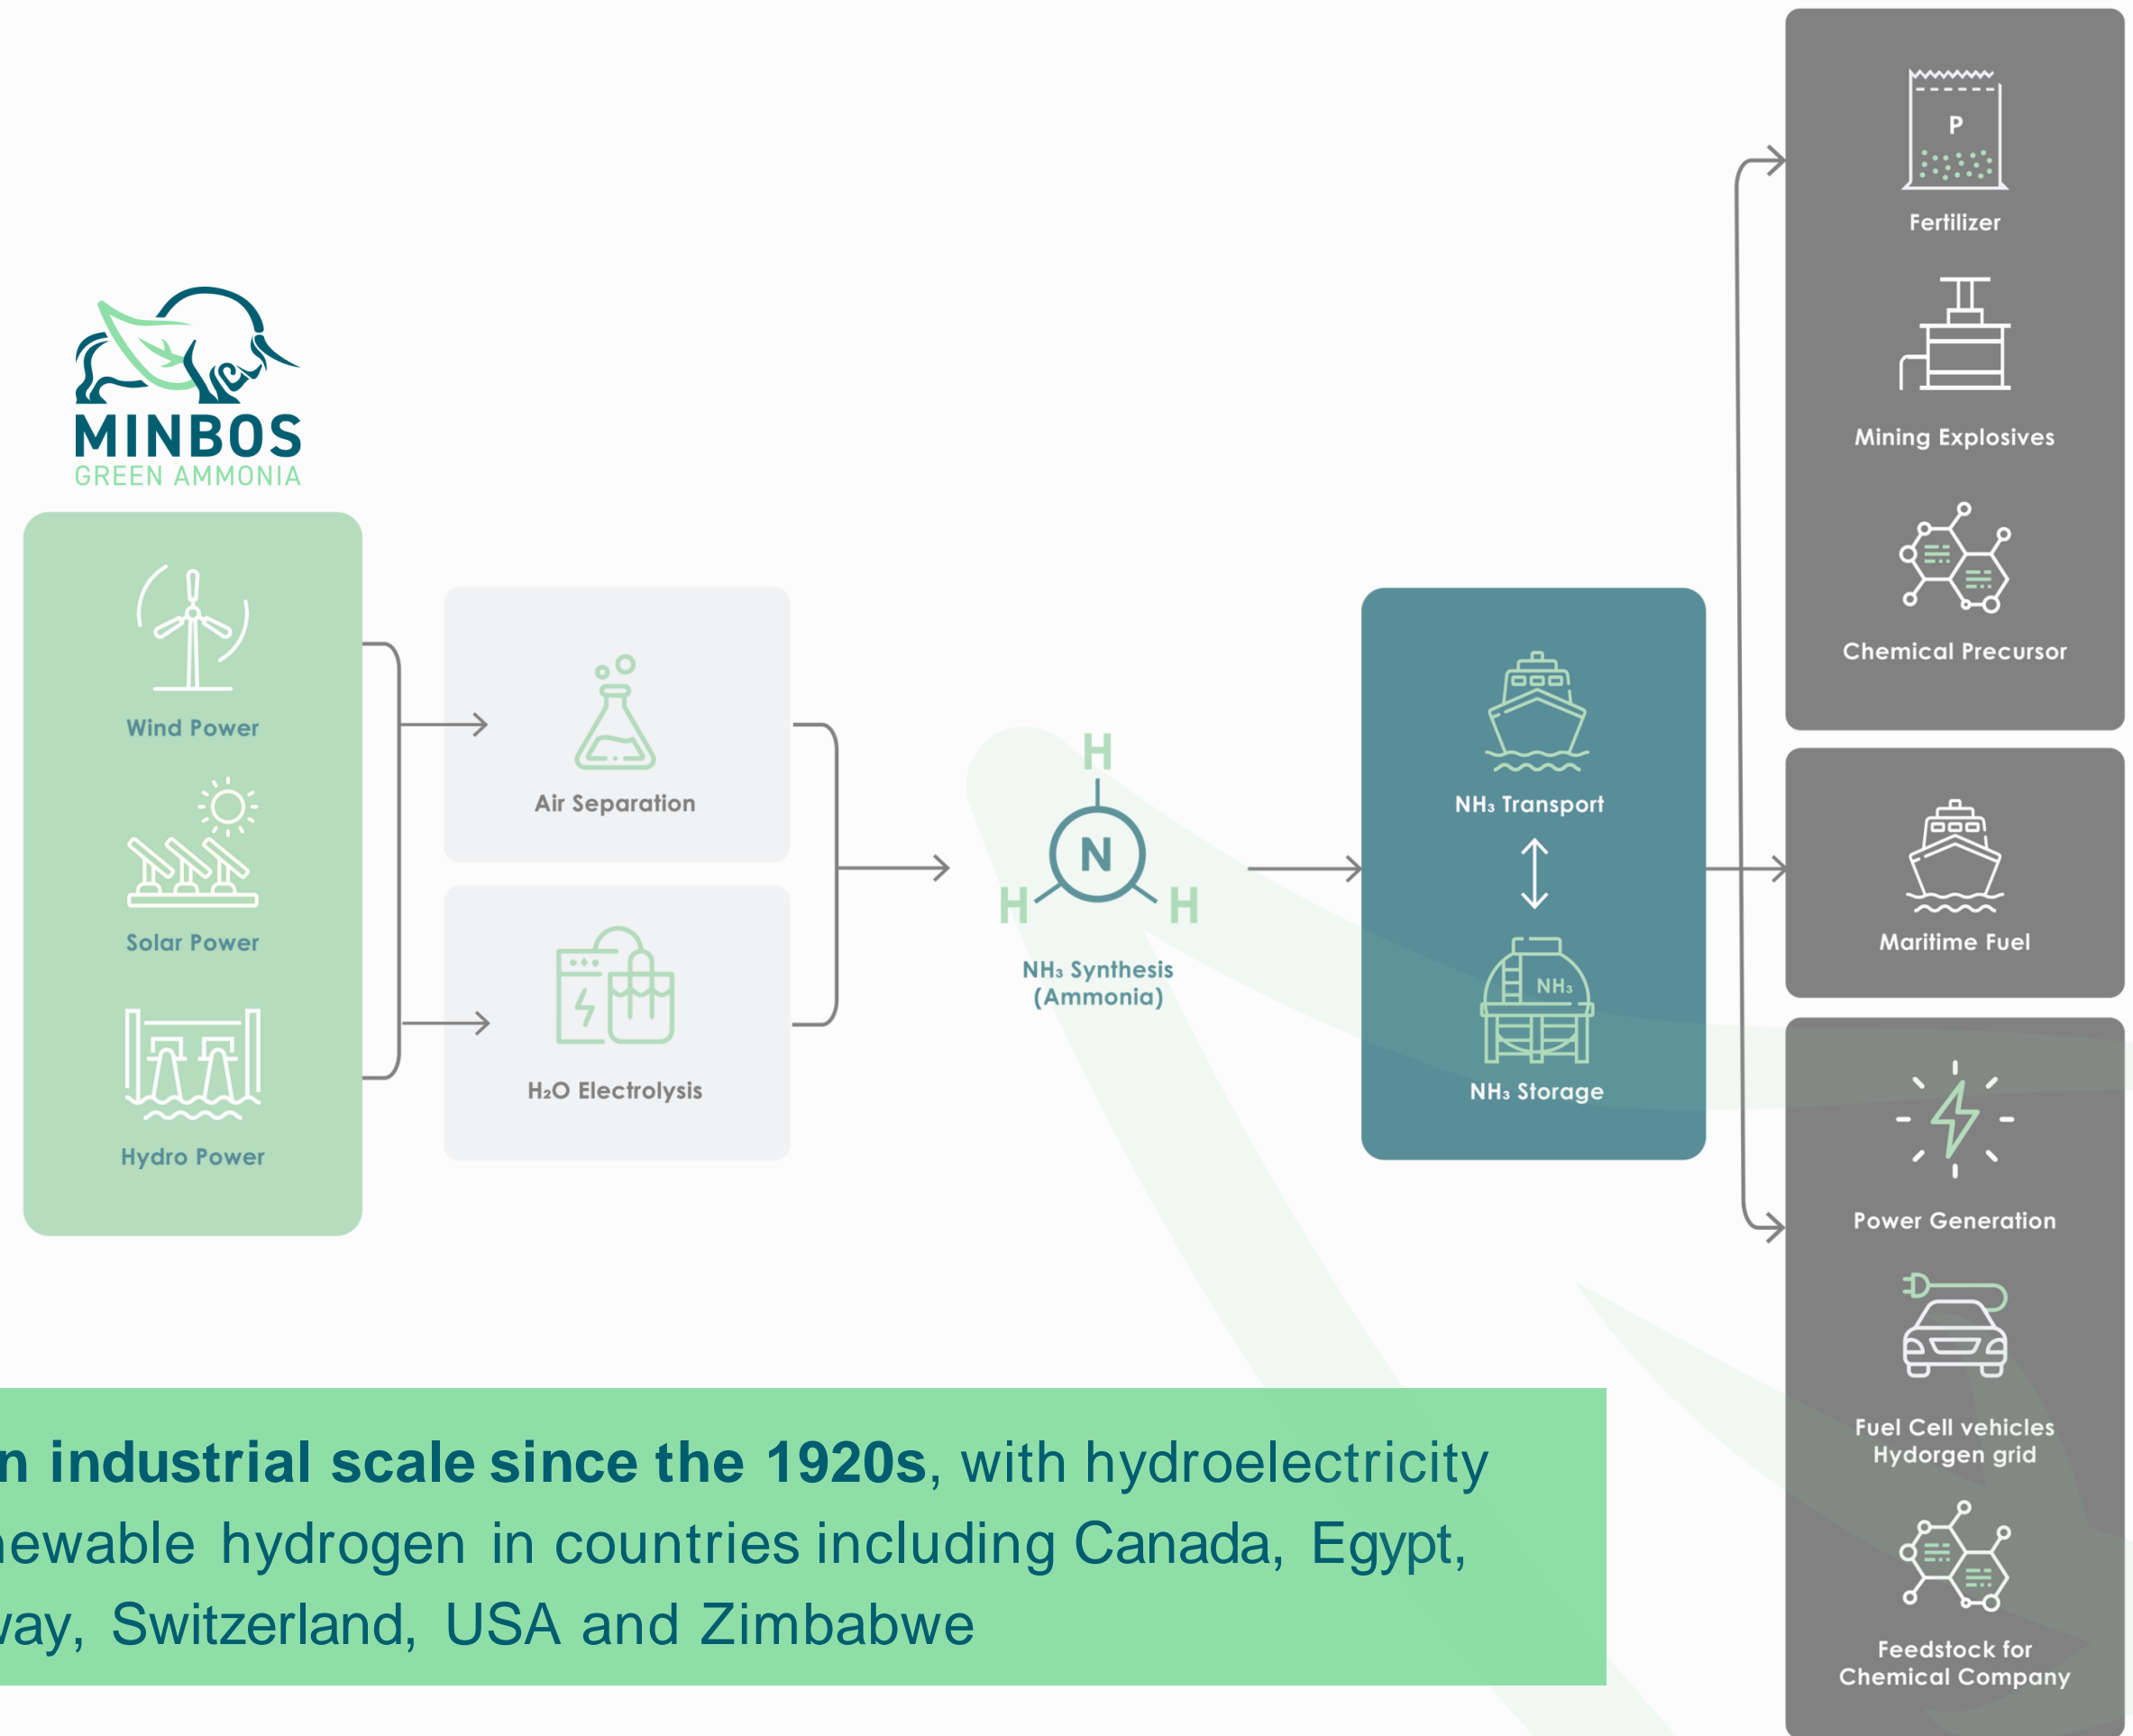 MINBOS
GREEN AMMONIA
Wind Power
Solar Power
Hydro Power
Air Separation
H₂O Electrolysis
H
N
H
H
NH₃ Synthesis
(Ammonia)
NH₃ Transport
NH₃
NH₃ Storage
P
Fertilizer
Mining Explosives
Chemical Precursor
Maritime Fuel
Power Generation
Fuel Cell vehicles
Hydorgen grid
Feedstock for
Chemical Company
industrial scale since the 1920s, with hydroelectricity
hydrogen in countries including Canada, Egypt,
Switzerland, USA and Zimbabwe